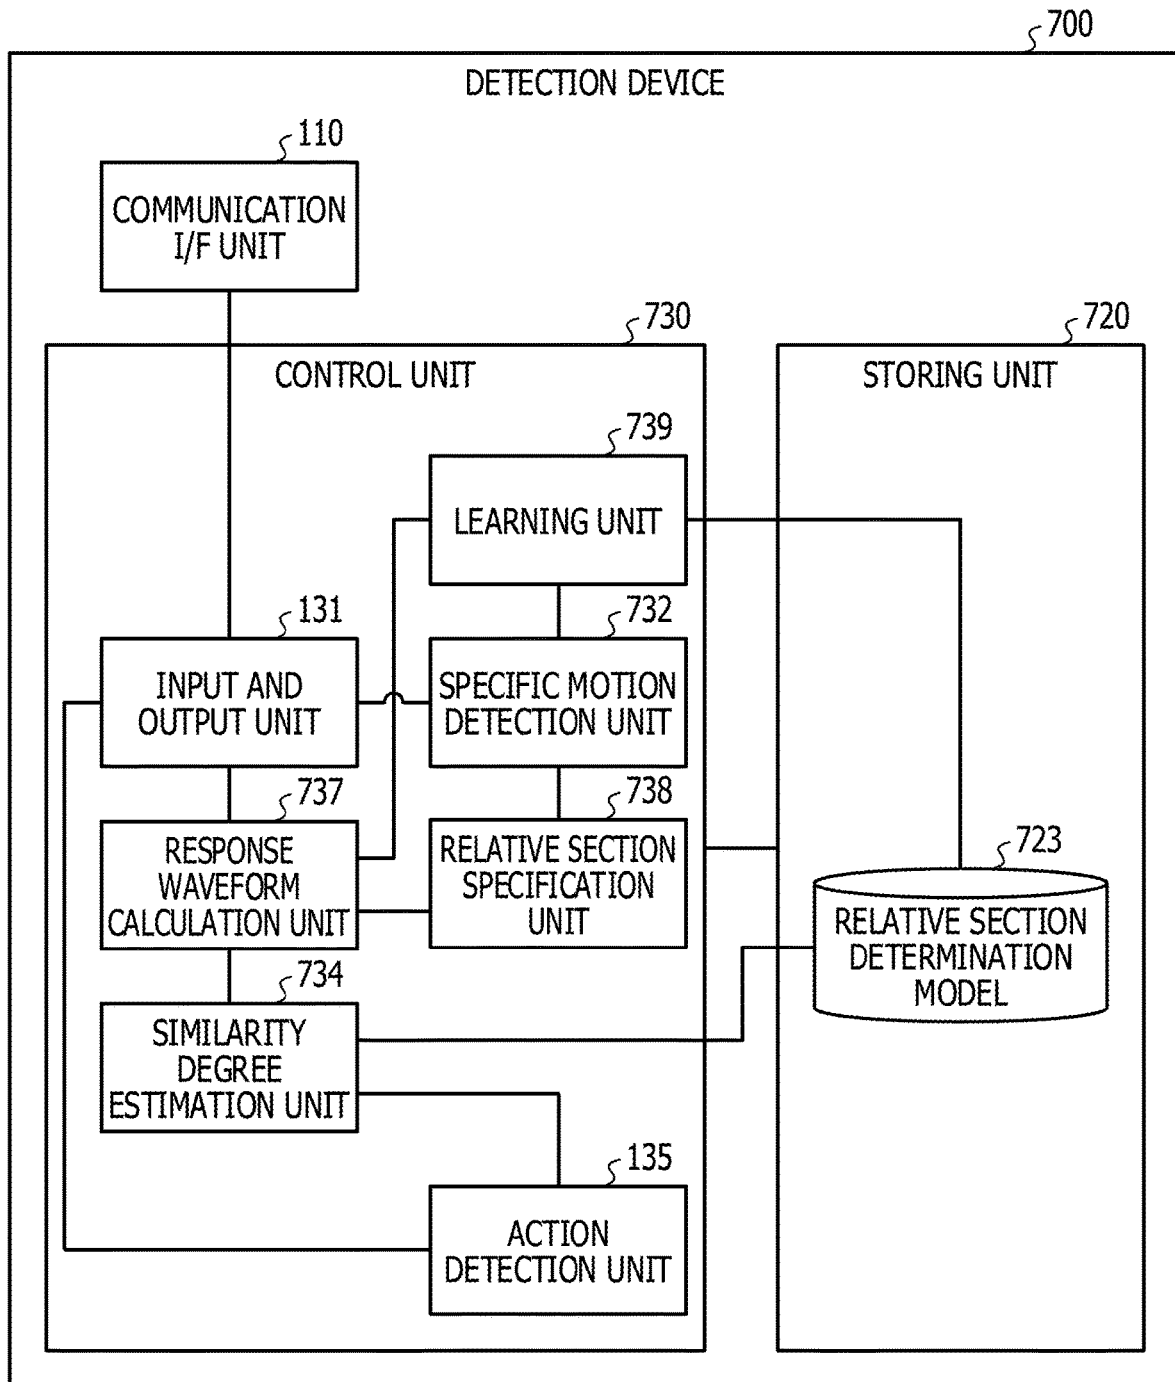 700
DETECTION DEVICE
110
COMMUNICATION
I/F UNIT
730
CONTROL UNIT
720
STORING UNIT
739
LEARNING UNIT
131
INPUT AND
OUTPUT UNIT
732
SPECIFIC MOTION
DETECTION UNIT
737
RESPONSE
WAVEFORM
CALCULATION UNIT
738
RELATIVE SECTION
SPECIFICATION
UNIT
723
RELATIVE SECTION
DETERMINATION
MODEL
734
SIMILARITY
DEGREE
ESTIMATION UNIT
135
ACTION
DETECTION UNIT